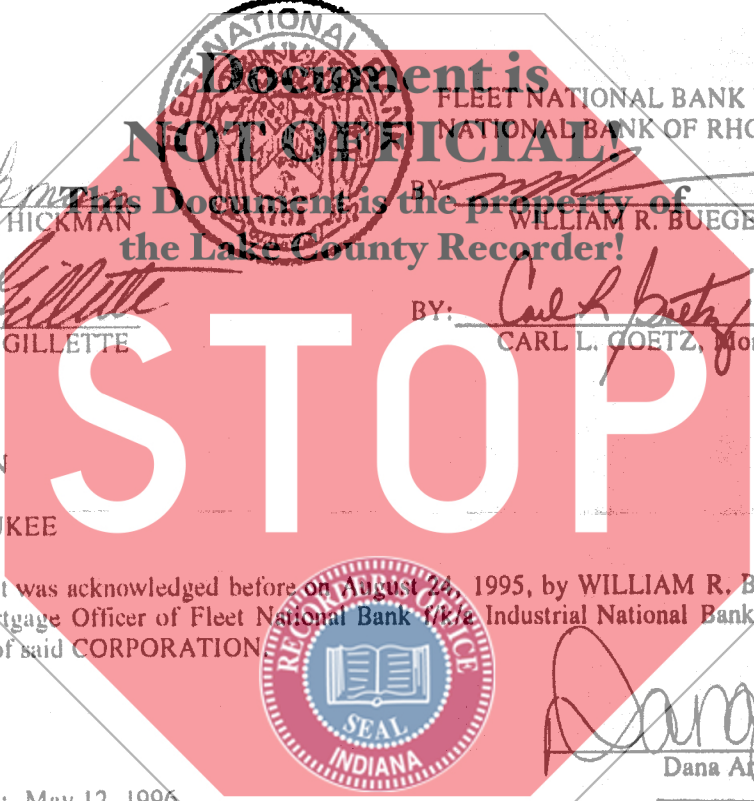 FLEET NATIONAL BANK
NATIONAL BANK OF
Document is
NOT OFFICIAL!
This Document is the property of
the Lake County Recorder!
NATIONAL BANK
BY:
HICKMAN
WILLIAM R.
GILLETTE
BY:
CARL L. GOETZ,
STOP
UKEE
t was acknowledged before on August 24, 1995, by WILLIAM R. B
tgage Officer of Fleet National Bank f/k/a Industrial National Bank
of said CORPORATION.
RECORDER'S OFFICE
SEAL
INDIANA
Dana
May 12, 1996